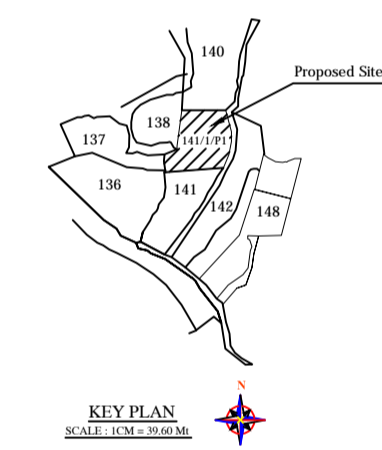 140
Proposed Site
138
137
141/1/P1
136
141
142
148
N
KEY PLAN
SCALE : 1CM = 39.60 Mt